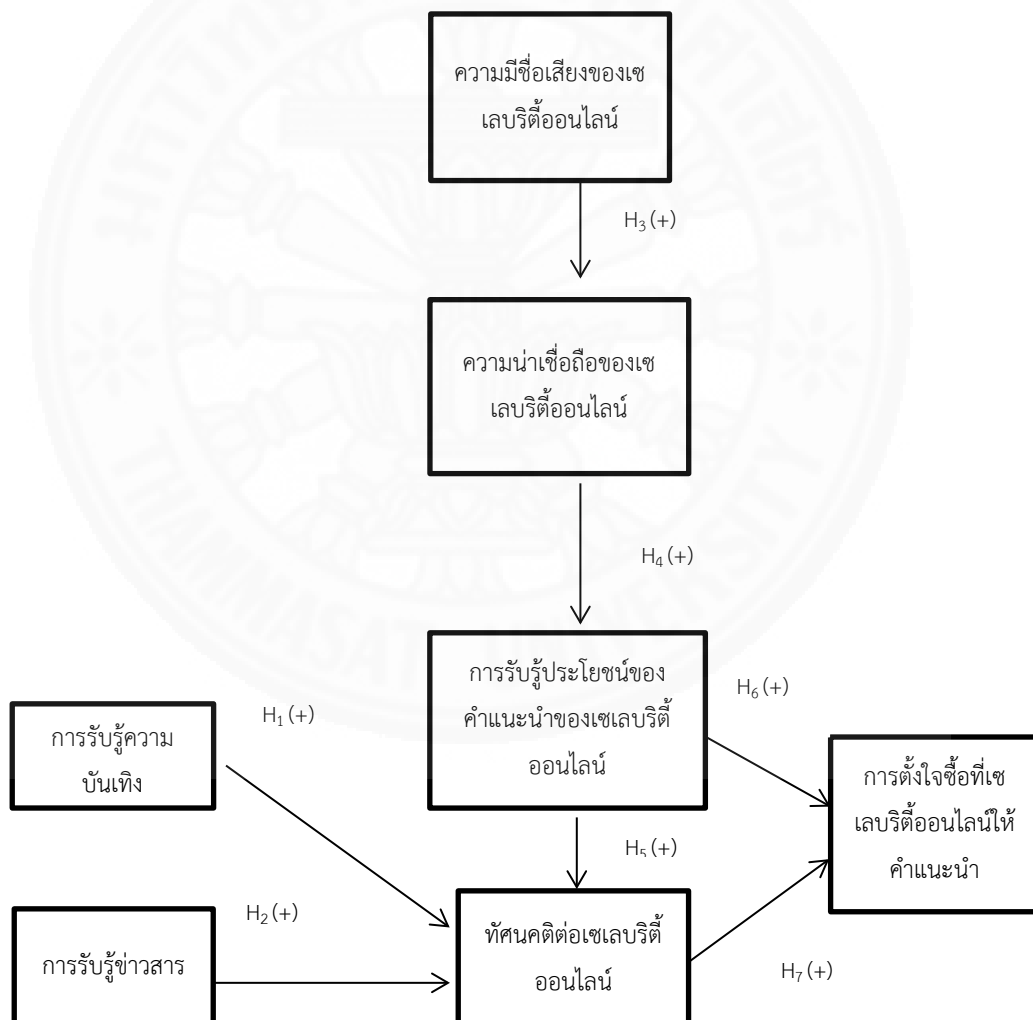 ความมีชื่อเสียงของเซ
เลบริตี้ออนไลน์
H₃(+)
ความน่าเชื่อถือของเซ
เลบริตี้ออนไลน์
H₄(+)
การรับรู้ประโยชน์ของ
คำแนะนำของเซเลบริตี้
ออนไลน์
H₆(+)
H₁(+)
การรับรู้ความ
บันเทิง
การตั้งใจซื้อที่เซ
เลบริตี้ออนไลน์ให้
คำแนะนำ
H₅(+)
H₂(+)
การรับรู้ข่าวสาร
ทัศนคติต่อเซเลบริตี้
ออนไลน์
H₇(+)
THAMMASAT UNIVERSITY